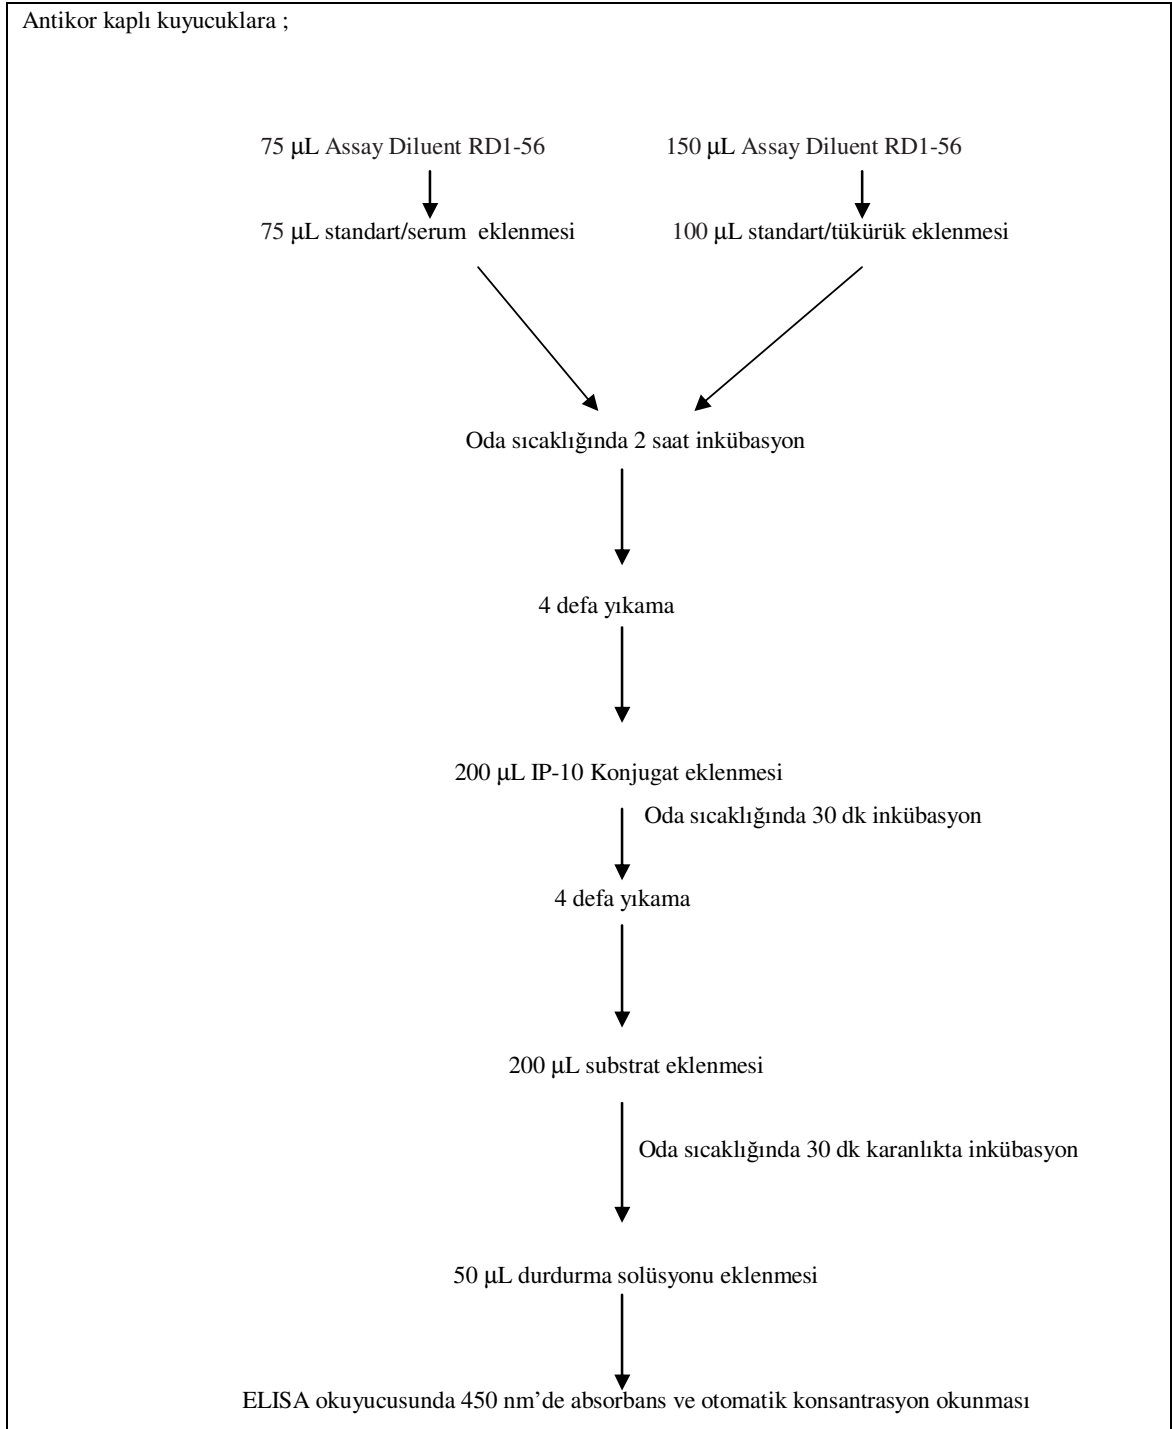 Antikor kaplı kuyucuklara ;
75 µL Assay Diluent RD1-56
150 µL Assay Diluent RD1-56
75 µL standart/serum eklenmesi
100 µL standart/tükürük eklenmesi
Oda sıcaklığında 2 saat inkübasyon
4 defa yıkama
200 µL IP-10 Konjugat eklenmesi
Oda sıcaklığında 30 dk inkübasyon
4 defa yıkama
200 µL substrat eklenmesi
Oda sıcaklığında 30 dk karanlıkta inkübasyon
50 µL durdurma solüsyonu eklenmesi
ELISA okuyucusunda 450 nm’de absorbans ve otomatik konsantrasyon okunması